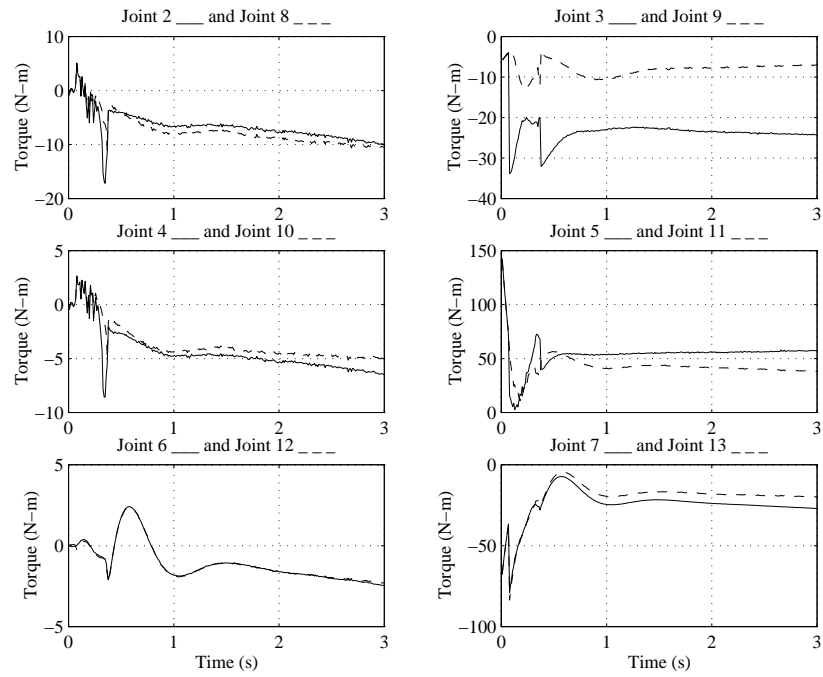 Joint 2 ___ and Joint 8 _ _ _
10
5
0
−5
−10
−15
−20
Torque (N−m)
0 1 2 3
Joint 3 ___ and Joint 9 _ _ _
0
−10
−20
−30
−40
Torque (N−m)
0 1 2 3
Joint 4 ___ and Joint 10 _ _ _
5
0
−5
−10
Torque (N−m)
0 1 2 3
Joint 5 ___ and Joint 11 _ _ _
150
100
50
0
Torque (N−m)
0 1 2 3
Joint 6 ___ and Joint 12 _ _ _
5
0
−5
Torque (N−m)
0 1 2 3
Time (s)
Joint 7 ___ and Joint 13 _ _ _
0
−50
−100
Torque (N−m)
0 1 2 3
Time (s)